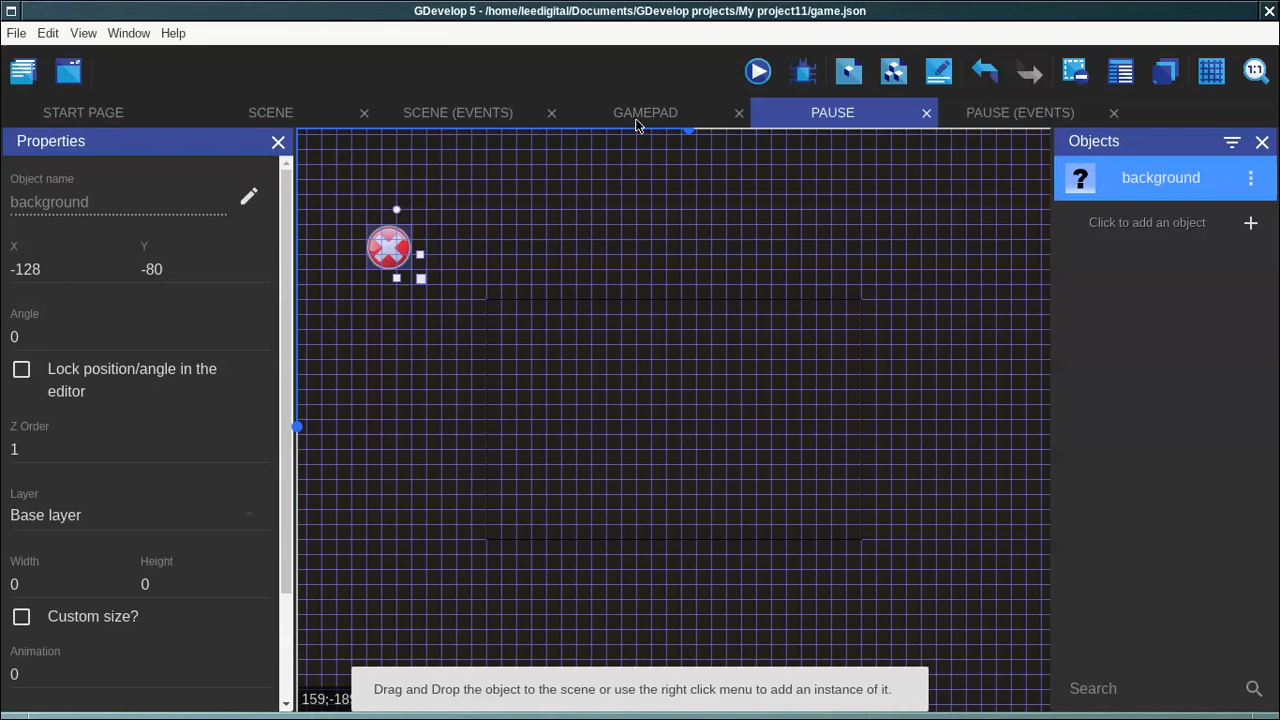 GDevelop 5 - /home/leedigital/Documents/GDevelop projects/My project11/game.json
File Edit View Window Help
1:1
START PAGE SCENE SCENE (EVENTS) GAMEPAD PAUSE PAUSE (EVENTS)
Properties
Objects
Object name
background
?
background
Click to add an object
X Y
-128 -80
Angle
0
Lock position/angle in the
editor
Z Order
1
Layer
Base layer
Width Height
0 0
Custom size?
Animation
0
Drag and Drop the object to the scene or use the right click menu to add an instance of it.
Search